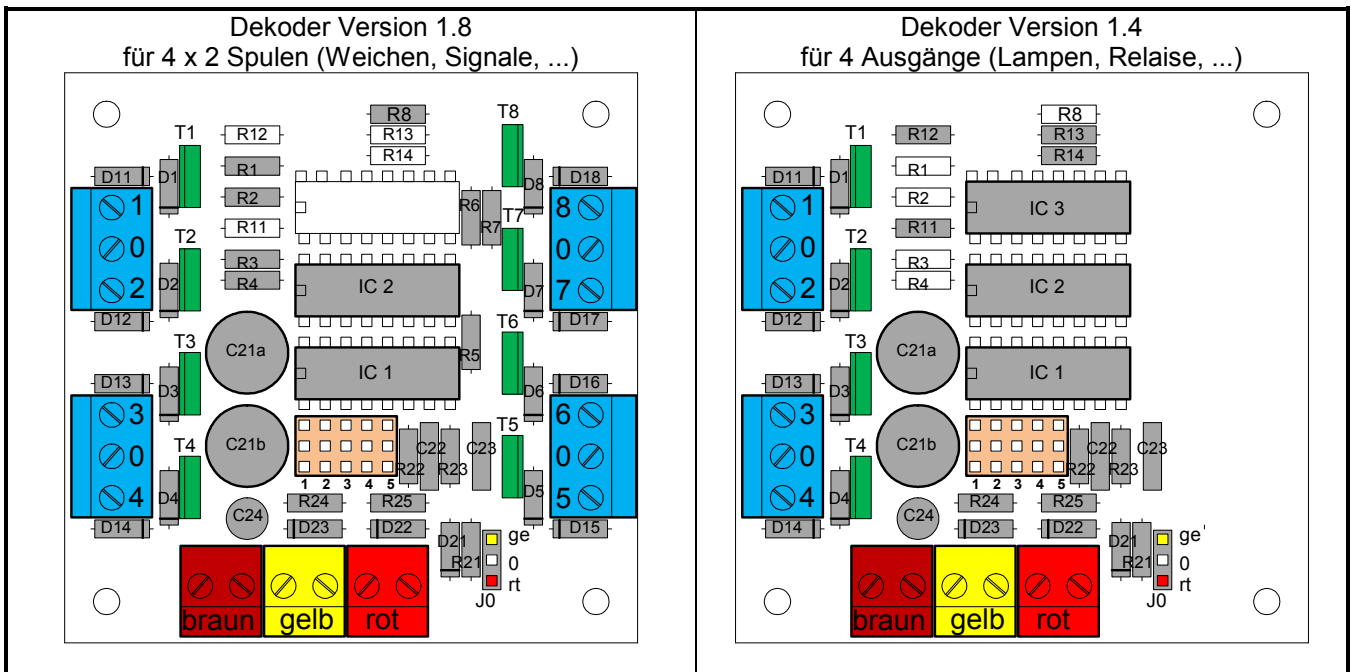 Dekoder Version 1.8
für 4 x 2 Spulen (Weichen, Signale, ...)
R8
T8
T1
R12
R13
R14
D11
D1
R1
D8
D18
1
R2
R6
R7
T7
8
T2
R11
0
0
R3
D2
R4
IC 2
D7
2
7
D12
T6
D17
T3
C21a
R5
D13
D3
IC 1
D6
D16
3
6
T4
C21b
T5
0
C22
C23
0
R22
R23
4
D4
1 2 3 4 5
D5
5
D14
C24
R24
R25
D15
D23
D22
D21
R21
ge
0
rt
J0
braun
gelb
rot
Dekoder Version 1.4
für 4 Ausgänge (Lampen, Relaise, ...)
R8
T1
R12
R13
R14
D11
D1
R1
1
R2
IC 3
T2
R11
0
R3
D2
R4
IC 2
2
D12
T3
C21a
D13
D3
IC 1
3
T4
C21b
0
C22
C23
R22
R23
4
D4
1 2 3 4 5
D14
C24
R24
R25
D23
D22
D21
R21
ge'
0
rt
J0
braun
gelb
rot